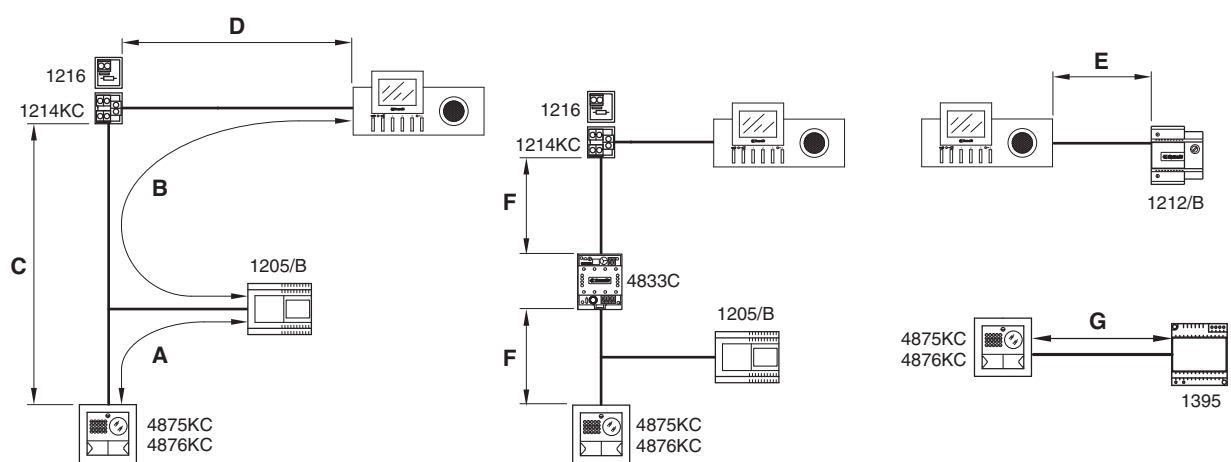 D
1216
1214KC
B
C
1205/B
A
4875KC
4876KC
1216
1214KC
F
4833C
1205/B
F
4875KC
4876KC
E
1212/B
G
4875KC
4876KC
1395